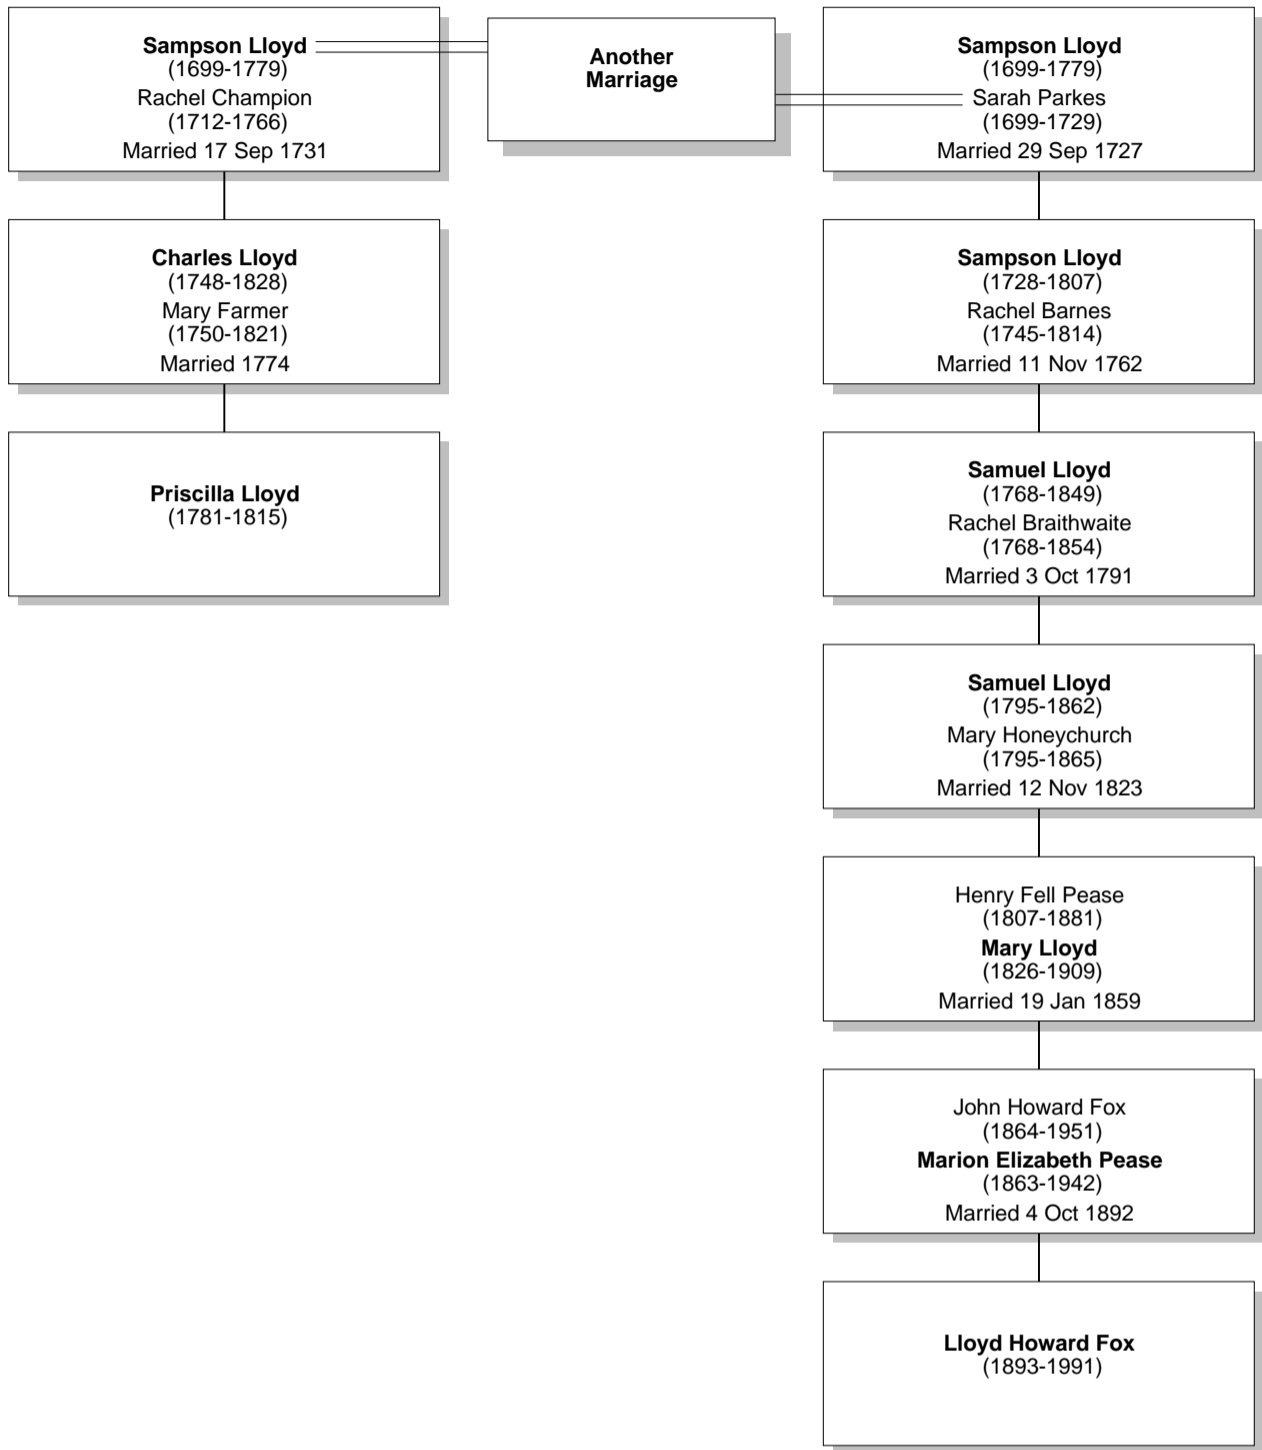 Sampson Lloyd
(1699-1779)
Rachel Champion
(1712-1766)
Married 17 Sep 1731
Another
Marriage
Sampson Lloyd
(1699-1779)
Sarah Parkes
(1699-1729)
Married 29 Sep 1727
Charles Lloyd
(1748-1828)
Mary Farmer
(1750-1821)
Married 1774
Sampson Lloyd
(1728-1807)
Rachel Barnes
(1745-1814)
Married 11 Nov 1762
Priscilla Lloyd
(1781-1815)
Samuel Lloyd
(1768-1849)
Rachel Braithwaite
(1768-1854)
Married 3 Oct 1791
Samuel Lloyd
(1795-1862)
Mary Honeychurch
(1795-1865)
Married 12 Nov 1823
Henry Fell Pease
(1807-1881)
Mary Lloyd
(1826-1909)
Married 19 Jan 1859
John Howard Fox
(1864-1951)
Marion Elizabeth Pease
(1863-1942)
Married 4 Oct 1892
Lloyd Howard Fox
(1893-1991)